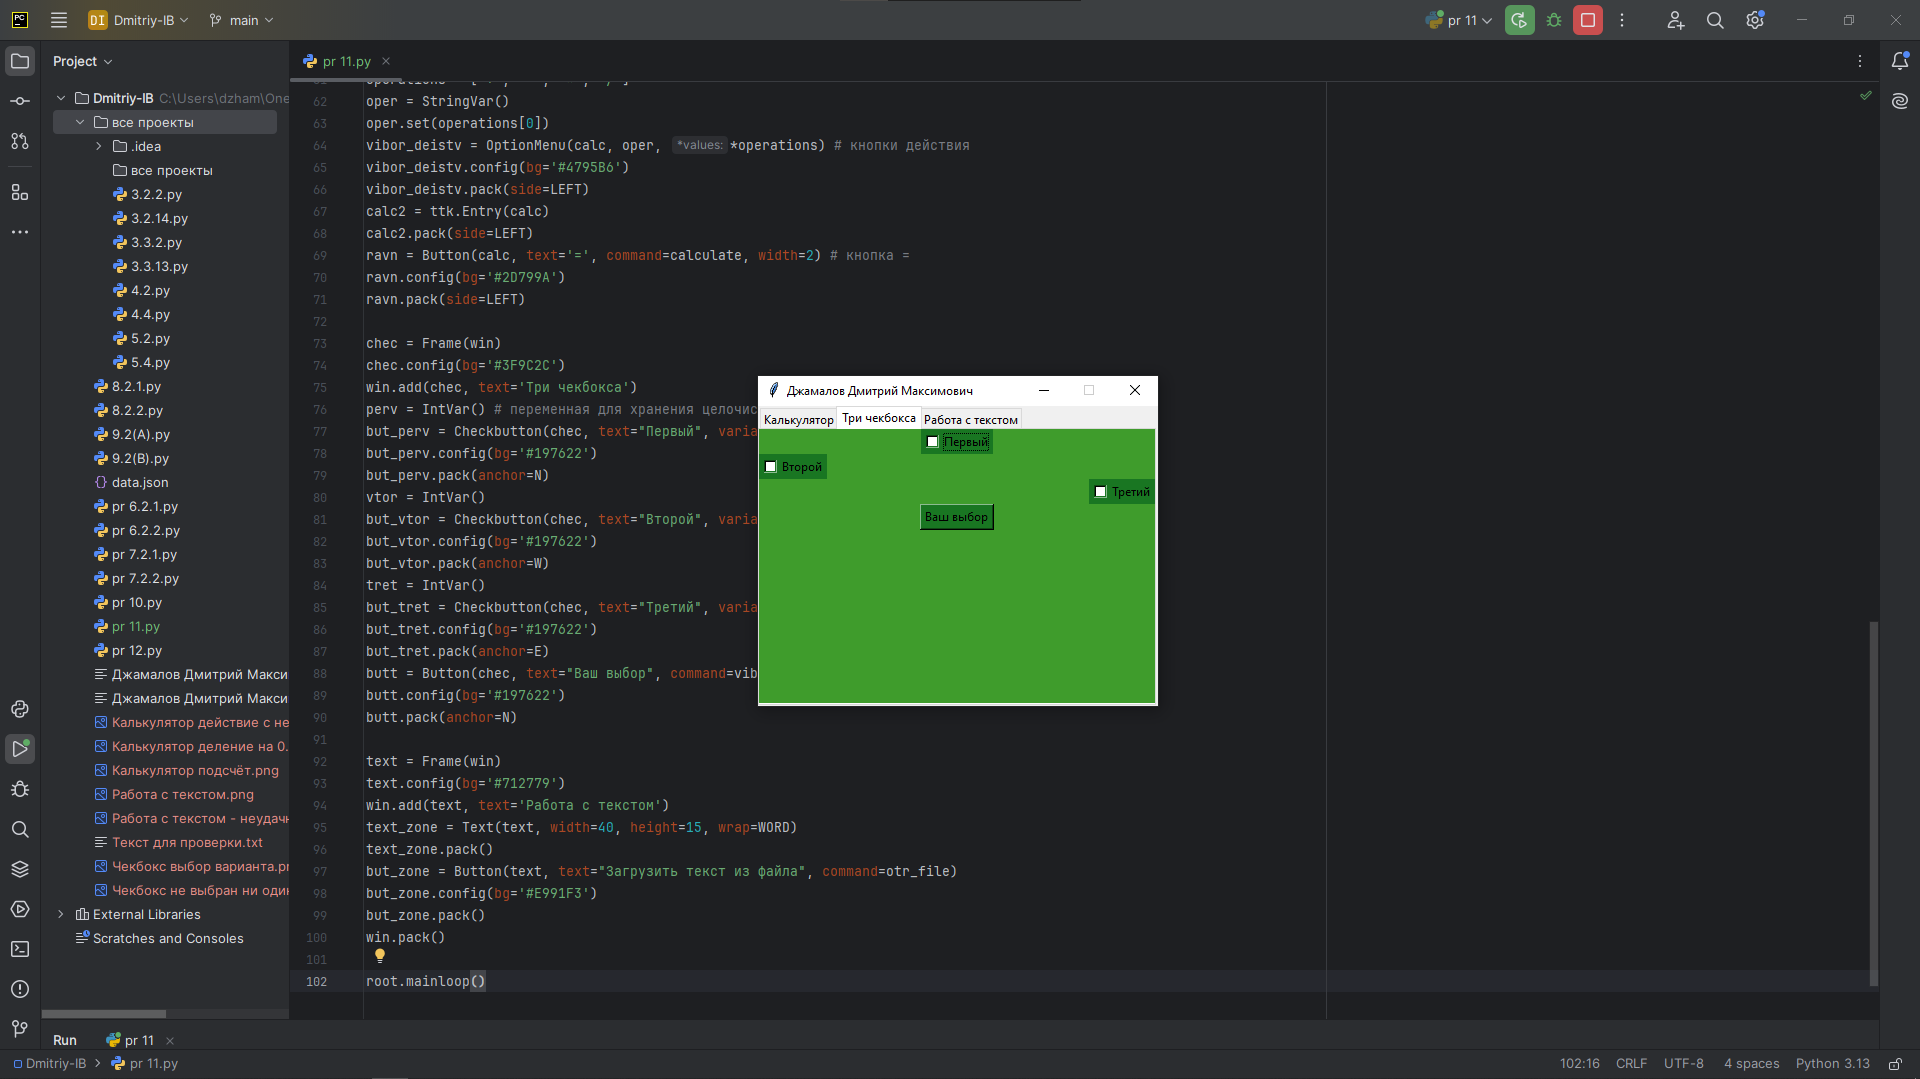 PC
DI Dmitriy-IB
main
pr 11
Project
pr 11.py
Dmitriy-IB C:\Users\dzham\One
все проекты
.idea
все проекты
3.2.2.py
3.2.14.py
3.3.2.py
3.3.13.py
4.2.py
4.4.py
5.2.py
5.4.py
8.2.1.py
8.2.2.py
9.2(A).py
9.2(B).py
data.json
pr 6.2.1.py
pr 6.2.2.py
pr 7.2.1.py
pr 7.2.2.py
pr 10.py
pr 11.py
pr 12.py
Джамалов Дмитрий Макси
Джамалов Дмитрий Макси
Калькулятор действие с не
Калькулятор деление на 0.
Калькулятор подсчёт.png
Работа с текстом.png
Работа с текстом - неудач
Текст для проверки.txt
Чекбокс выбор варианта.pr
Чекбокс не выбран ни один
External Libraries
Scratches and Consoles
62 oper = StringVar()
63 oper.set(operations[0])
64 vibor_deistv = OptionMenu(calc, oper, *values: *operations) # кнопки действия
65 vibor_deistv.config(bg='#4795B6')
66 vibor_deistv.pack(side=LEFT)
67 calc2 = ttk.Entry(calc)
68 calc2.pack(side=LEFT)
69 ravn = Button(calc, text='=', command=calculate, width=2) # кнопка =
70 ravn.config(bg='#2D799A')
71 ravn.pack(side=LEFT)
72
73 chec = Frame(win)
74 chec.config(bg='#3F9C2C')
75 win.add(chec, text='Три чекбокса')
76 perv = IntVar() # переменная для хранения целочис
77 but_perv = Checkbutton(chec, text="Первый", varia
78 but_perv.config(bg='#197622')
79 but_perv.pack(anchor=N)
80 vtor = IntVar()
81 but_vtor = Checkbutton(chec, text="Второй", varia
82 but_vtor.config(bg='#197622')
83 but_vtor.pack(anchor=W)
84 tret = IntVar()
85 but_tret = Checkbutton(chec, text="Третий", varia
86 but_tret.config(bg='#197622')
87 but_tret.pack(anchor=E)
88 butt = Button(chec, text="Ваш выбор", command=vib
89 butt.config(bg='#197622')
90 butt.pack(anchor=N)
91
92 text = Frame(win)
93 text.config(bg='#712779')
94 win.add(text, text='Работа с текстом')
95 text_zone = Text(text, width=40, height=15, wrap=WORD)
96 text_zone.pack()
97 but_zone = Button(text, text="Загрузить текст из файла", command=otr_file)
98 but_zone.config(bg='#E991F3')
99 but_zone.pack()
100 win.pack()
101
102 root.mainloop()
Джамалов Дмитрий Максимович
Калькулятор Три чекбокса Работа с текстом
Первый
Второй
Третий
Ваш выбор
Run pr 11
Dmitriy-IB pr 11.py
102:16 CRLF UTF-8 4 spaces Python 3.13